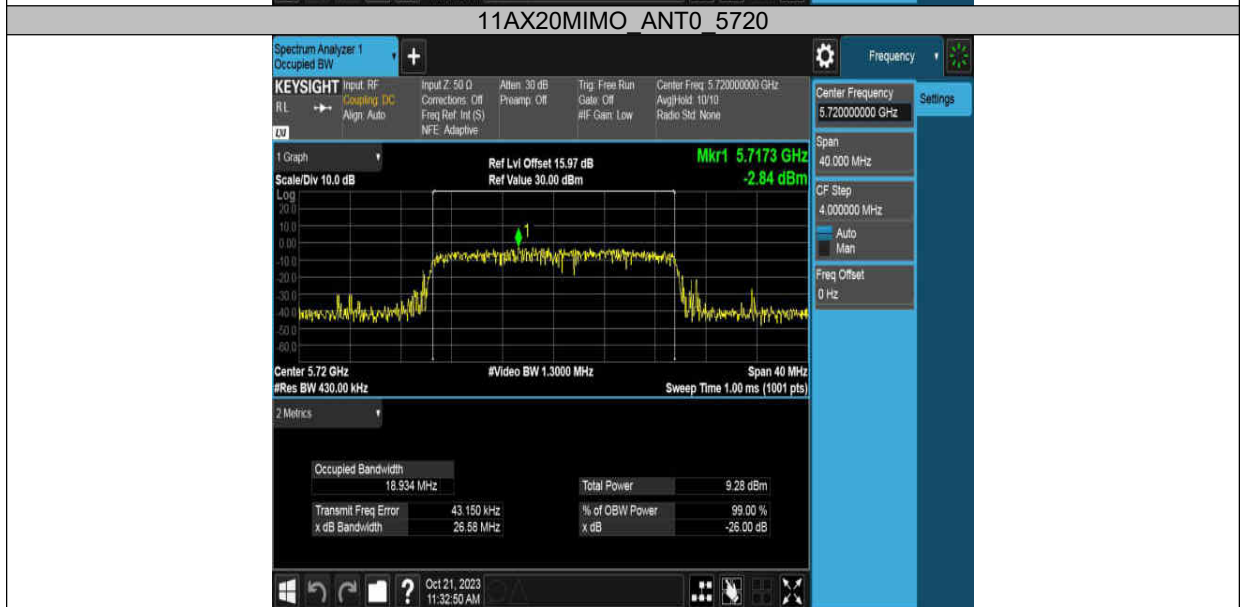 11AX20MIMO_ANT0_5720
Spectrum Analyzer 1
Occupied BW
+
Frequency
KEYSIGHT
Input: RF
Coupling: DC
Align: Auto
RL
LXI
Input Z: 50 Ω
Corrections: Off
Freq Ref: Int (S)
NFE: Adaptive
Atten: 30 dB
Preamp: Off
Trig: Free Run
Gate: Off
#IF Gain: Low
Center Freq: 5.720000000 GHz
Avg|Hold: 10/10
Radio Std: None
Center Frequency
5.720000000 GHz
Settings
Span
40.000 MHz
CF Step
4.000000 MHz
Auto
Man
Freq Offset
0 Hz
1 Graph
Scale/Div 10.0 dB
Ref Lvl Offset 15.97 dB
Ref Value 30.00 dBm
Mkr1 5.7173 GHz
-2.84 dBm
Log
20.0
10.0
0.00
-10.0
-20.0
-30.0
-40.0
-50.0
-60.0
1
Center 5.72 GHz
#Video BW 1.3000 MHz
Span 40 MHz
#Res BW 430.00 kHz
Sweep Time 1.00 ms (1001 pts)
2 Metrics
Occupied Bandwidth
18.934 MHz
Total Power 9.28 dBm
Transmit Freq Error 43.150 kHz
% of OBW Power 99.00 %
x dB Bandwidth 26.58 MHz
x dB -26.00 dB
?
Oct 21, 2023
11:32:50 AM